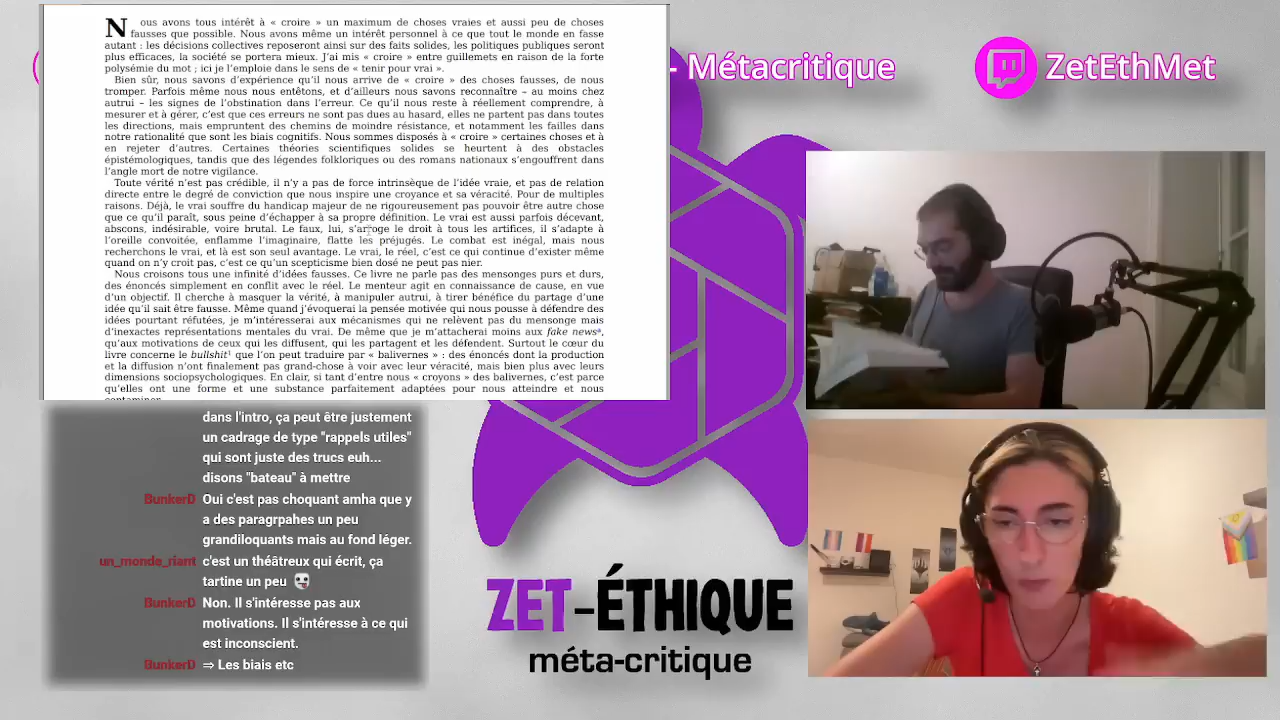 Nous avons tous intérêt à « croire » un maximum de choses vraies et aussi peu de choses
fausses que possible. Nous avons même un intérêt personnel à ce que tout le monde en fasse
autant : les décisions collectives reposeront ainsi sur des faits solides, les politiques publiques seront
plus efficaces, la société se portera mieux. J'ai mis « croire » entre guillemets en raison de la forte
polysémie du mot ; ici je l'emploie dans le sens de « tenir pour vrai ».
Bien sûr, nous savons d'expérience qu'il nous arrive de « croire » des choses fausses, de nous
tromper. Parfois même nous nous entêtons, et d'ailleurs nous savons reconnaître – au moins chez
autrui – les signes de l'obstination dans l'erreur. Ce qu'il nous reste à réellement comprendre, à
mesurer et à gérer, c'est que ces erreurs ne sont pas dues au hasard, elles ne partent pas dans toutes
les directions, mais empruntent des chemins de moindre résistance, et notamment les failles dans
notre rationalité que sont les biais cognitifs. Nous sommes disposés à « croire » certaines choses et à
en rejeter d'autres. Certaines théories scientifiques solides se heurtent à des obstacles
épistémologiques, tandis que des légendes folkloriques ou des romans nationaux s'engouffrent dans
l'angle mort de notre vigilance.
Toute vérité n'est pas crédible, il n'y a pas de force intrinsèque de l'idée vraie, et pas de relation
directe entre le degré de conviction que nous inspire une croyance et sa véracité. Pour de multiples
raisons. Déjà, le vrai souffre du handicap majeur de ne rigoureusement pas pouvoir être autre chose
que ce qu'il paraît, sous peine d'échapper à sa propre définition. Le vrai est aussi parfois décevant,
abscons, indésirable, voire brutal. Le faux, lui, s'arroge le droit à tous les artifices, il s'adapte à
l'oreille convoitée, enflamme l'imaginaire, flatte les préjugés. Le combat est inégal, mais nous
recherchons le vrai, et là est son seul avantage. Le vrai, le réel, c'est ce qui continue d'exister même
quand on n'y croit pas, c'est ce qu'un scepticisme bien dosé ne peut pas nier.
Nous croisons tous une infinité d'idées fausses. Ce livre ne parle pas des mensonges purs et durs,
des énoncés simplement en conflit avec le réel. Le menteur agit en connaissance de cause, en vue
d'un objectif. Il cherche à masquer la vérité, à manipuler autrui, à tirer bénéfice du partage d'une
idée qu'il sait être fausse. Même quand j'évoquerai la pensée motivée qui nous pousse à défendre des
idées pourtant réfutées, je m'intéresserai aux mécanismes qui ne relèvent pas du mensonge mais
d'inexactes représentations mentales du vrai. De même que je m'attacherai moins aux fake news*,
qu'aux motivations de ceux qui les diffusent, qui les partagent et les défendent. Surtout le cœur du
livre concerne le bullshit¹ que l'on peut traduire par « balivernes » : des énoncés dont la production
et la diffusion n'ont finalement pas grand-chose à voir avec leur véracité, mais bien plus avec leurs
dimensions sociopsychologiques. En clair, si tant d'entre nous « croyons » des balivernes, c'est parce
qu'elles ont une forme et une substance parfaitement adaptées pour nous atteindre et nous
contaminer.
- Métacritique
ZetEthMet
dans l'intro, ça peut être justement
un cadrage de type "rappels utiles"
qui sont juste des trucs euh...
disons "bateau" à mettre
BunkerD Oui c'est pas choquant amha que y
a des paragrpahes un peu
grandiloquants mais au fond léger.
un_monde_riant c'est un théâtreux qui écrit, ça
tartine un peu
BunkerD Non. Il s'intéresse pas aux
motivations. Il s'intéresse à ce qui
est inconscient.
BunkerD ⇒ Les biais etc
ZET-ÉTHIQUE
méta-critique